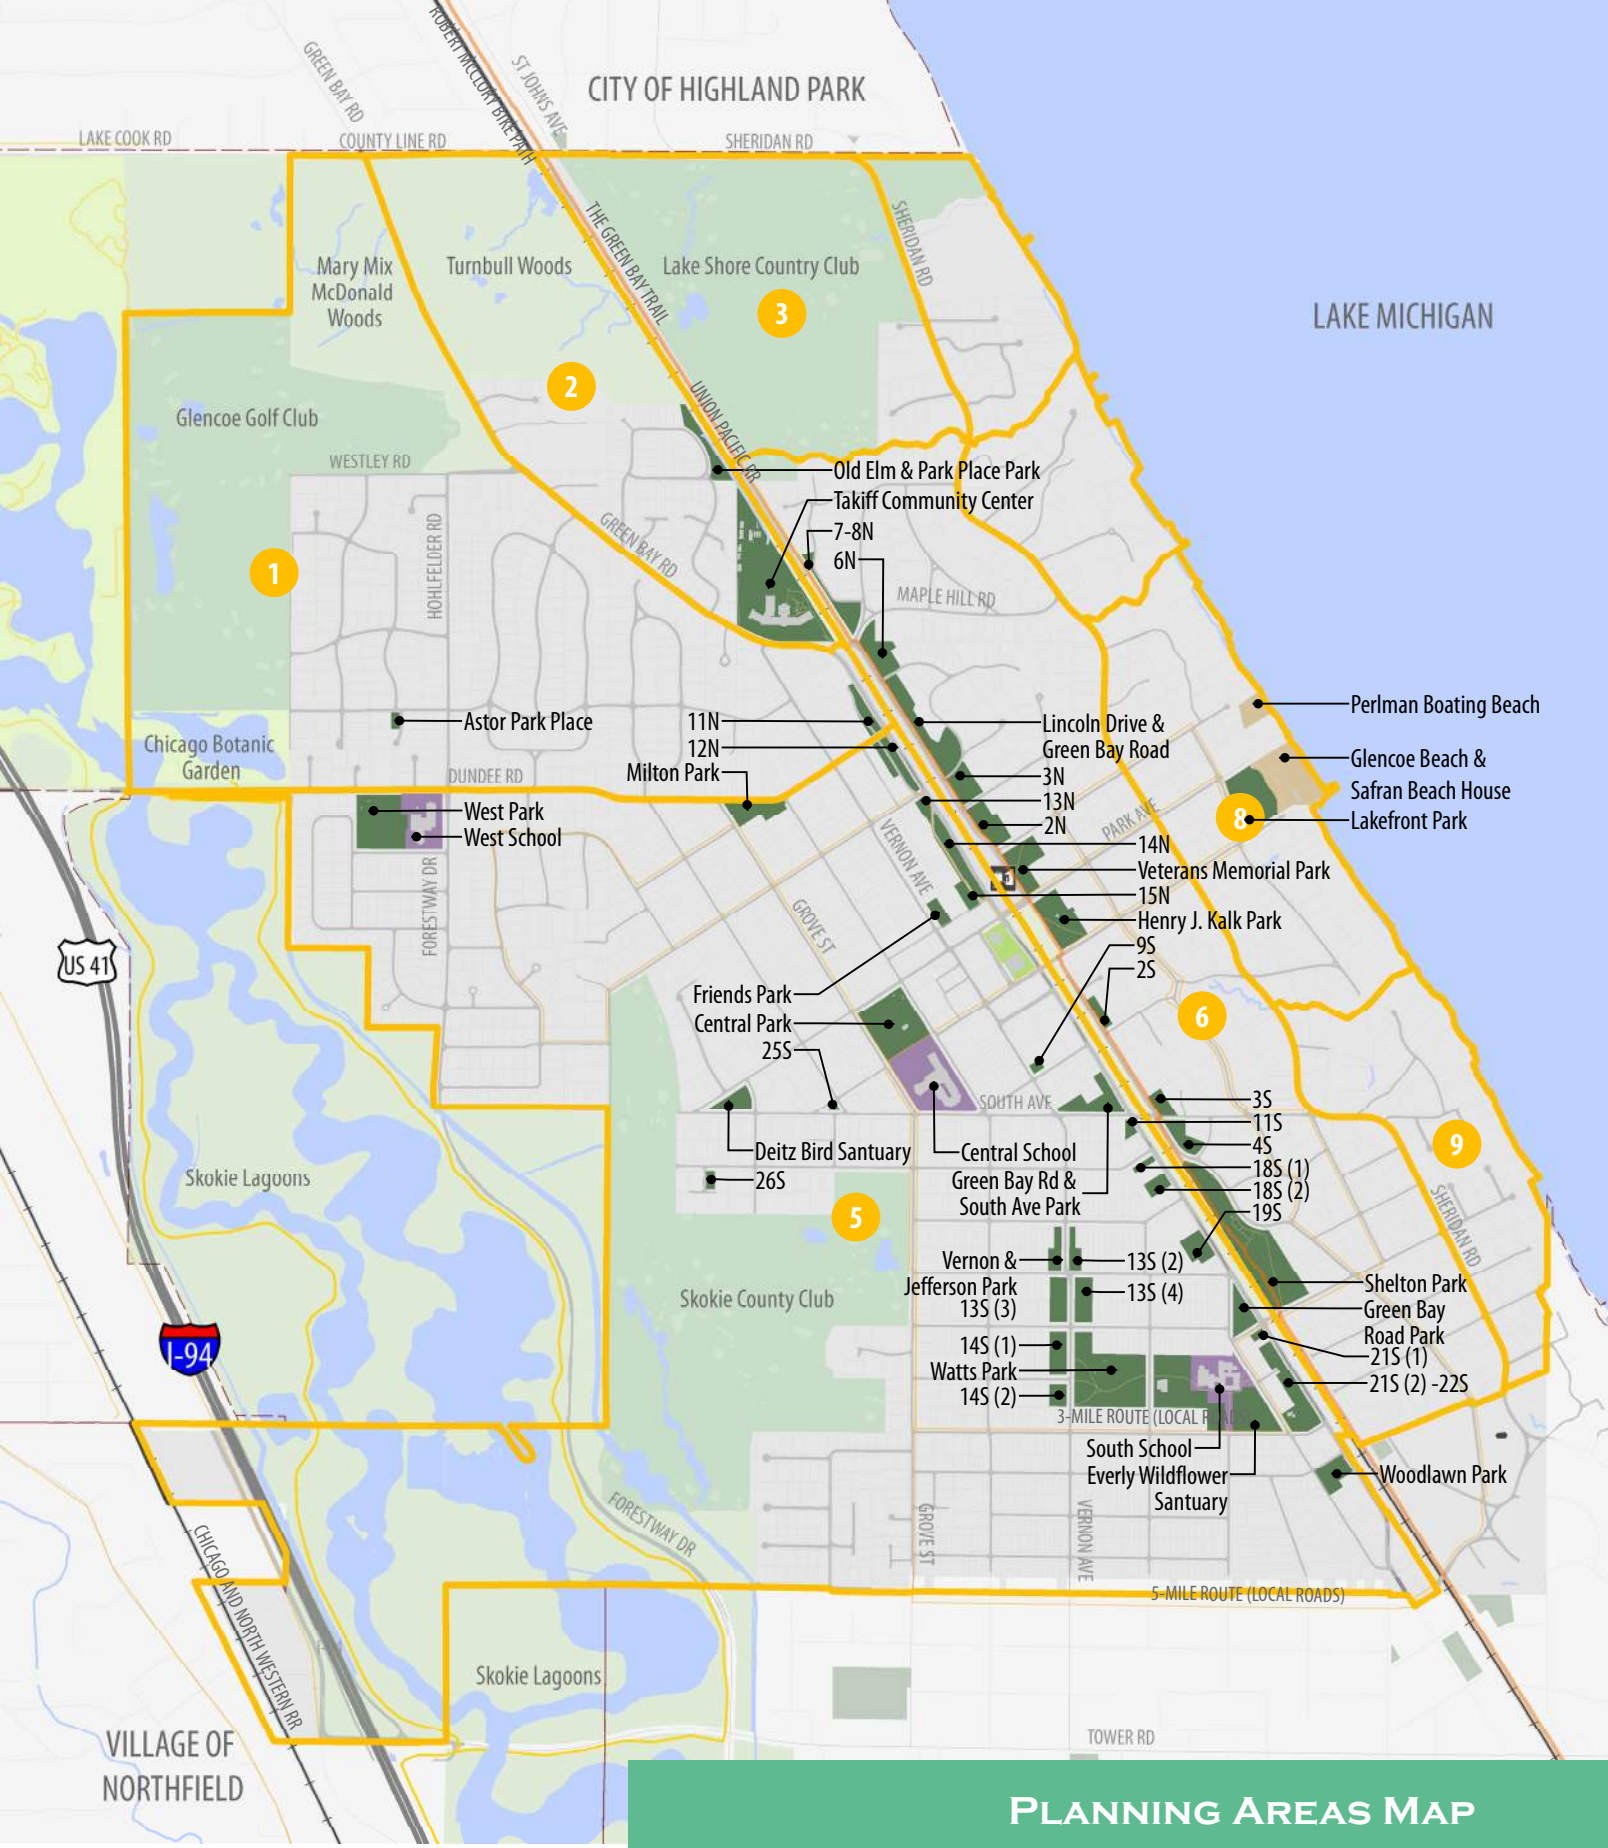 ROBERT MCCLORY BIKE PATH
GREEN BAY RD
ST JOHNS AVE
CITY OF HIGHLAND PARK
LAKE COOK RD
COUNTY LINE RD
SHERIDAN RD
THE GREEN BAY TRAIL
SHERIDAN RD
Mary Mix
McDonald
Woods
Turnbull Woods
Lake Shore Country Club
3
LAKE MICHIGAN
2
UNION PACIFIC RR
Glencoe Golf Club
WESTLEY RD
Old Elm & Park Place Park
Takiff Community Center
7-8N
6N
GREEN BAY RD
HOHLFELDER RD
1
MAPLE HILL RD
Perlman Boating Beach
Astor Park Place
11N
12N
Milton Park
Lincoln Drive &
Green Bay Road
3N
13N
2N
14N
Chicago Botanic
Garden
DUNDEE RD
Glencoe Beach &
Safran Beach House
Lakefront Park
8
PARK AVE
West Park
West School
VERNON AVE
FORESTWAY DR
GROVE ST
Veterans Memorial Park
15N
Henry J. Kalk Park
9S
2S
US 41
Friends Park
Central Park
25S
6
SOUTH AVE
3S
11S
4S
18S (1)
18S (2)
19S
9
SHERIDAN RD
Deitz Bird Santuary
26S
Central School
Green Bay Rd &
South Ave Park
Skokie Lagoons
5
Vernon &
Jefferson Park
13S (3)
13S (2)
13S (4)
Skokie County Club
Shelton Park
Green Bay
Road Park
21S (1)
21S (2) -22S
I-94
14S (1)
Watts Park
14S (2)
3-MILE ROUTE (LOCAL ROADS)
South School
Everly Wildflower
Santuary
Woodlawn Park
FORESTWAY DR
GROVE ST
VERNON AVE
CHICAGO AND NORTH WESTERN RR
I-94
5-MILE ROUTE (LOCAL ROADS)
Skokie Lagoons
VILLAGE OF
NORTHFIELD
TOWER RD
PLANNING AREAS MAP